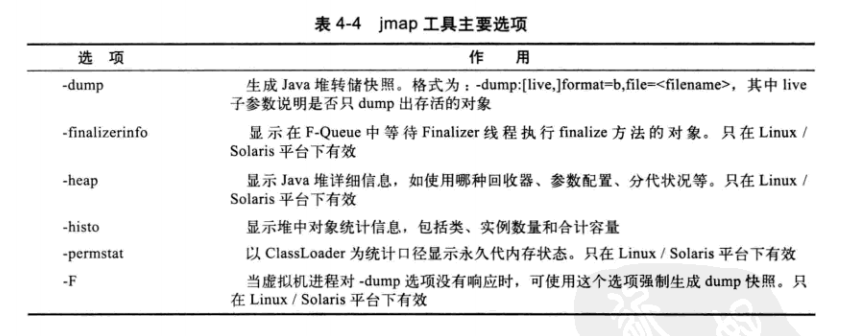 表 4-4 jmap 工具主要选项
选 项 作 用
-dump 生成 Java 堆转储快照。格式为：-dump:[live,]format=b,file=<filename>，其中 live
子参数说明是否只 dump 出存活的对象
-finalizerinfo 显示在 F-Queue 中等待 Finalizer 线程执行 finalize 方法的对象。只在 Linux /
Solaris 平台下有效
-heap 显示 Java 堆详细信息，如使用哪种回收器、参数配置、分代状况等。只在 Linux /
Solaris 平台下有效
-histo 显示堆中对象统计信息，包括类、实例数量和合计容量
-permstat 以 ClassLoader 为统计口径显示永久代内存状态。只在 Linux / Solaris 平台下有效
-F 当虚拟机进程对 -dump 选项没有响应时，可使用这个选项强制生成 dump 快照。只
在 Linux / Solaris 平台下有效